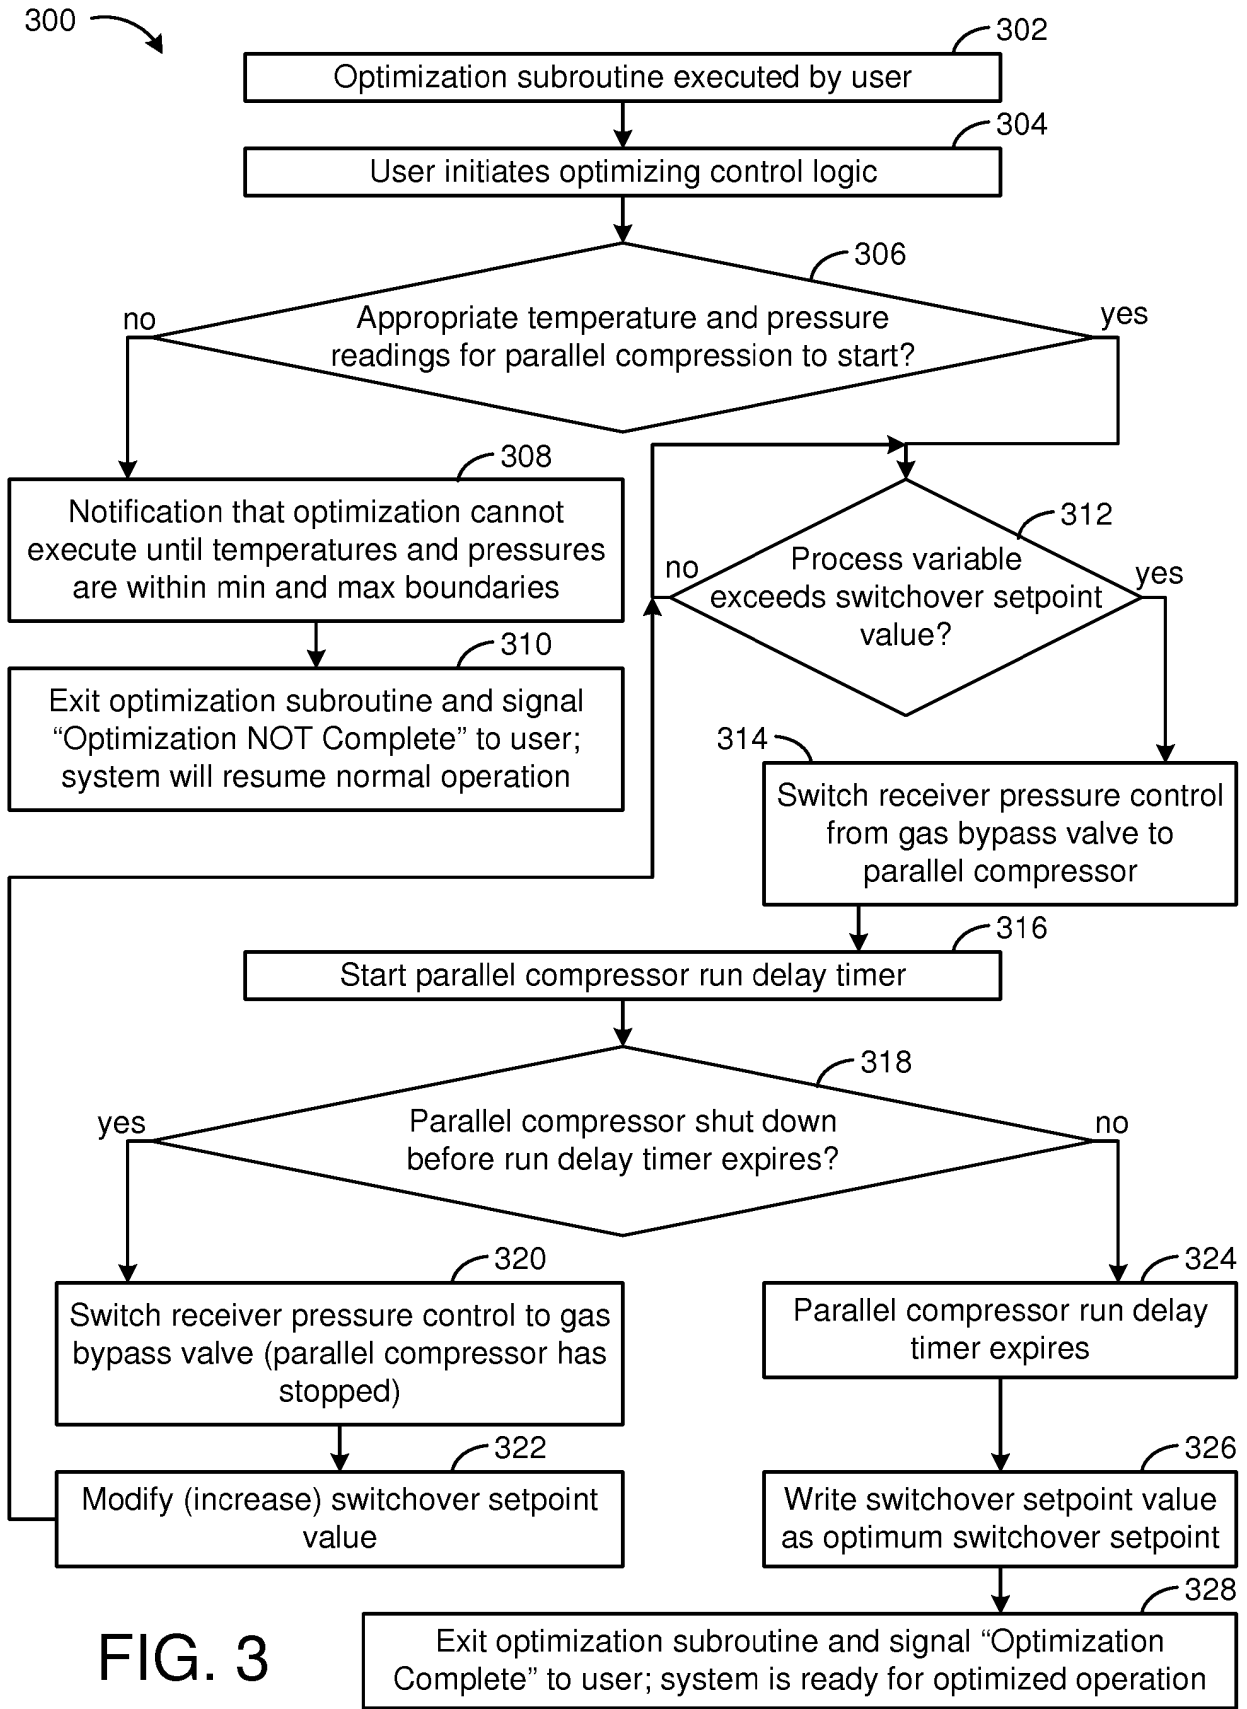 300
302
Optimization subroutine executed by user
304
User initiates optimizing control logic
306
Appropriate temperature and pressure
readings for parallel compression to start?
no
yes
308
Notification that optimization cannot
execute until temperatures and pressures
are within min and max boundaries
310
Exit optimization subroutine and signal
“Optimization NOT Complete” to user;
system will resume normal operation
312
Process variable
exceeds switchover setpoint
value?
no
yes
314
Switch receiver pressure control
from gas bypass valve to
parallel compressor
316
Start parallel compressor run delay timer
318
Parallel compressor shut down
before run delay timer expires?
yes
no
320
Switch receiver pressure control to gas
bypass valve (parallel compressor has
stopped)
322
Modify (increase) switchover setpoint
value
324
Parallel compressor run delay
timer expires
326
Write switchover setpoint value
as optimum switchover setpoint
328
Exit optimization subroutine and signal “Optimization
Complete” to user; system is ready for optimized operation
FIG. 3